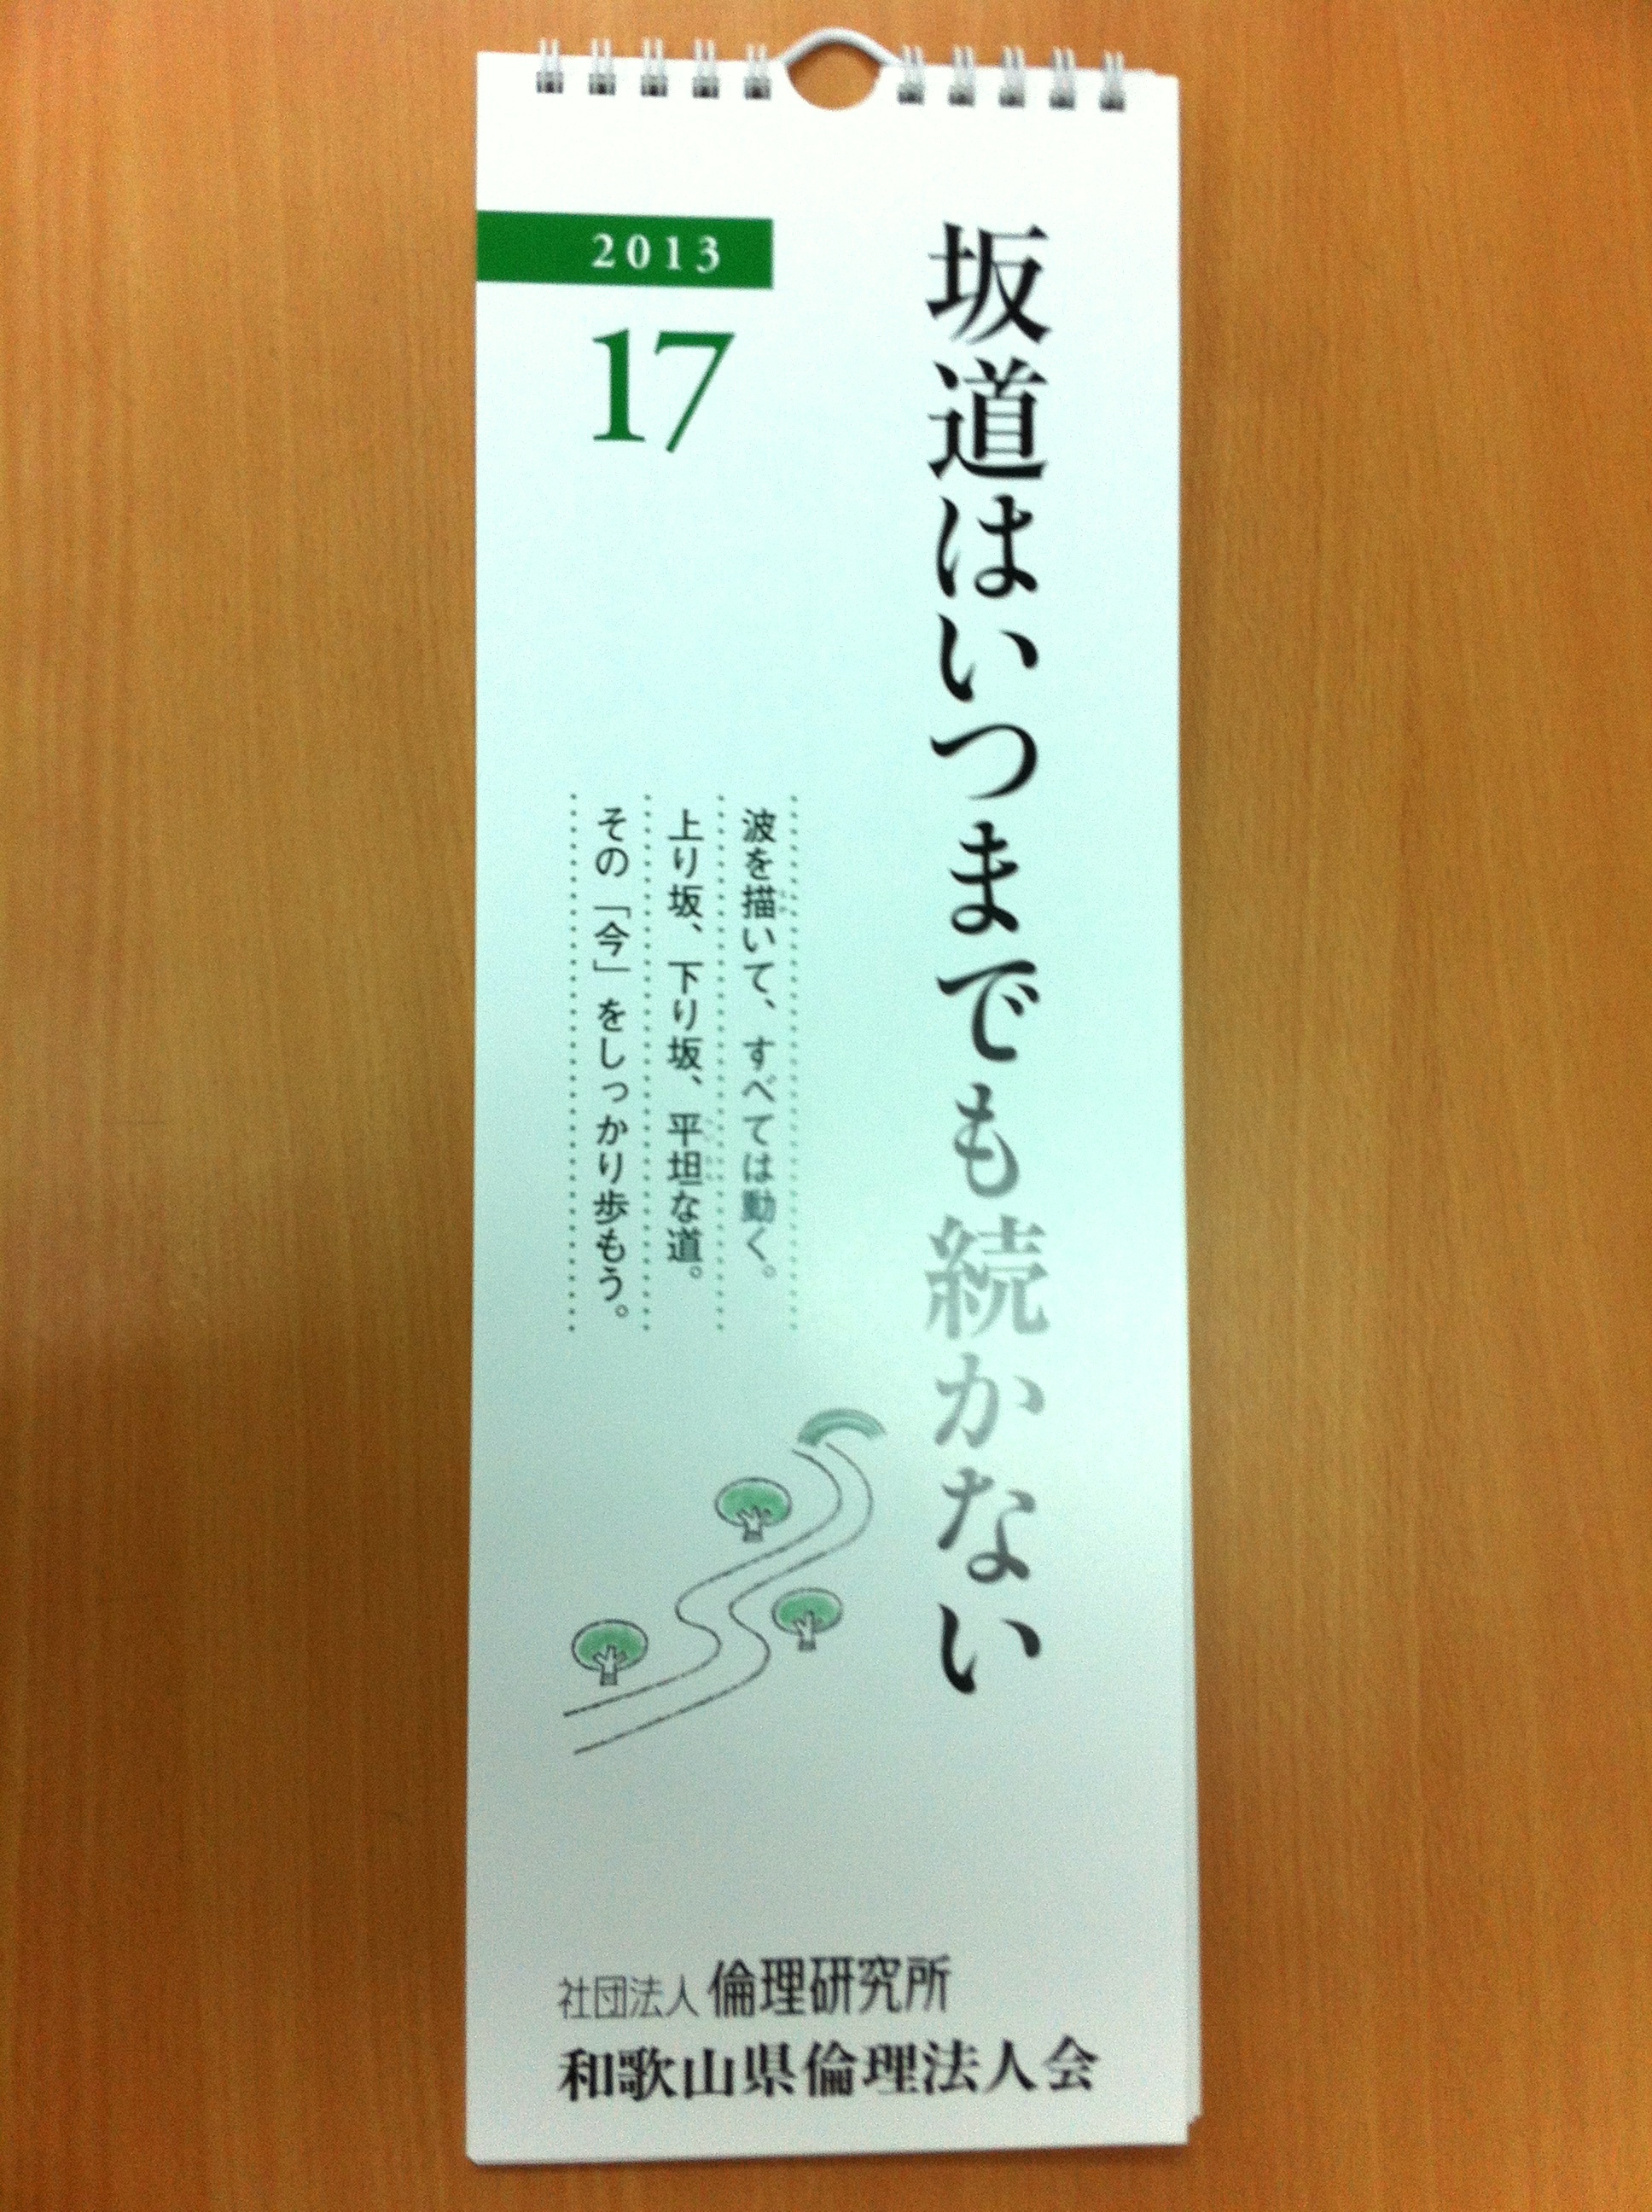 2013
17
坂道はいつまでも続かない
波を描いて、すべては動く。
上り坂、下り坂、平坦な道。
その「今」をしっかり歩もう。
社団法人 倫理研究所
和歌山県倫理法人会